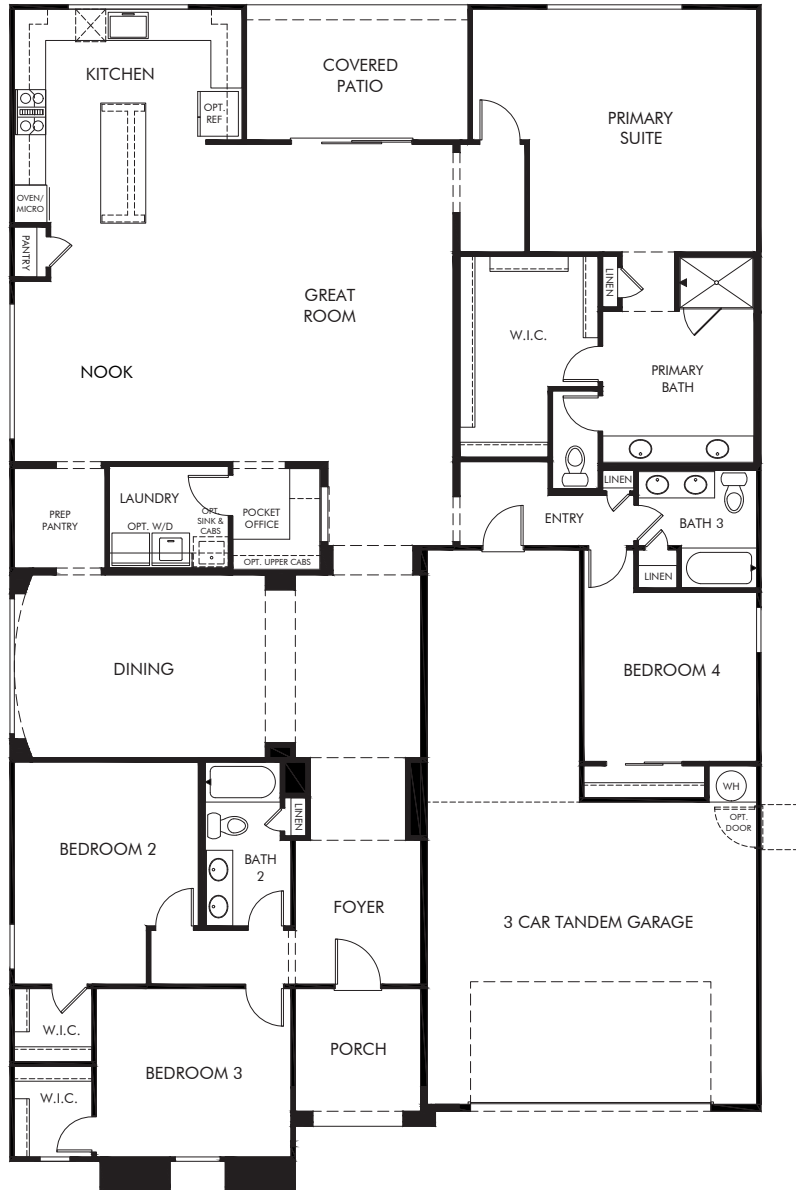 KITCHEN
COVERED
PATIO
PRIMARY
SUITE
OPT.
REF
OVEN/
MICRO
PANTRY
GREAT
ROOM
LINEN
W.I.C.
NOOK
PRIMARY
BATH
LAUNDRY
OPT. W/D
OPT.
SINK &
CABS
PREP
PANTRY
POCKET
OFFICE
OPT. UPPER CABS
ENTRY
LINEN
BATH 3
LINEN
DINING
BEDROOM 4
WH
OPT.
DOOR
LINEN
BEDROOM 2
BATH
2
FOYER
3 CAR TANDEM GARAGE
W.I.C.
PORCH
BEDROOM 3
W.I.C.